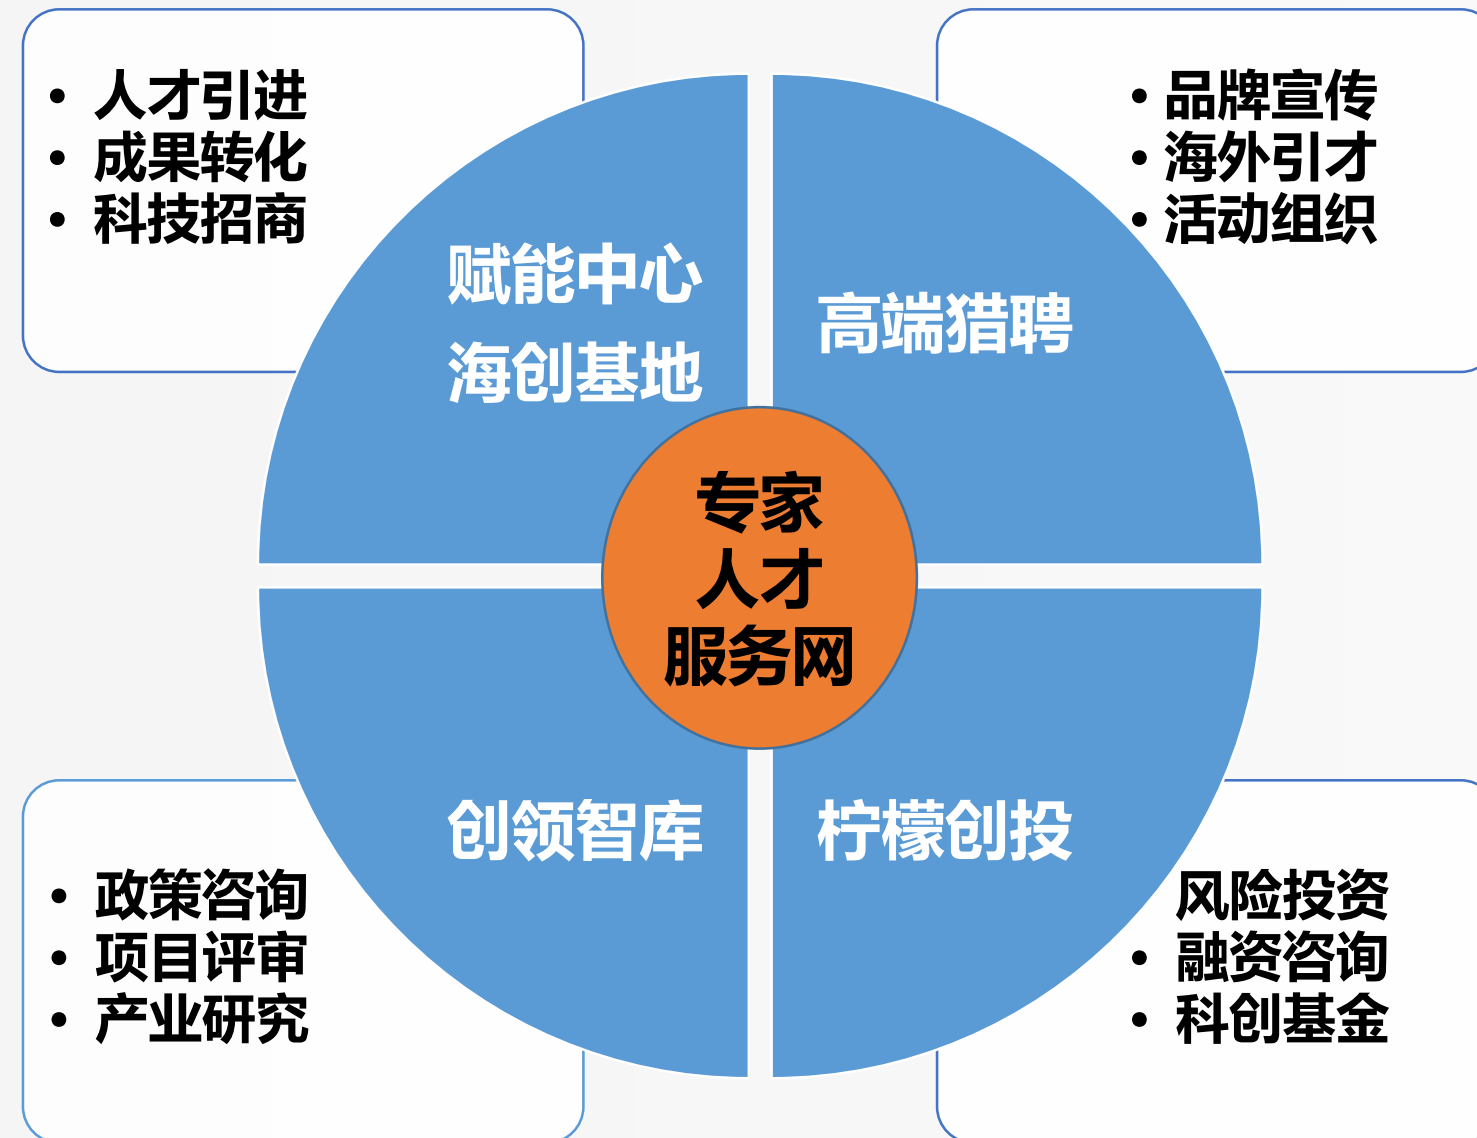 • 人才引进
• 成果转化
• 科技招商
• 品牌宣传
• 海外引才
• 活动组织
赋能中心
海创基地
高端猎聘
专家
人才
服务网
创领智库
柠檬创投
• 政策咨询
• 项目评审
• 产业研究
风险投资
• 融资咨询
• 科创基金